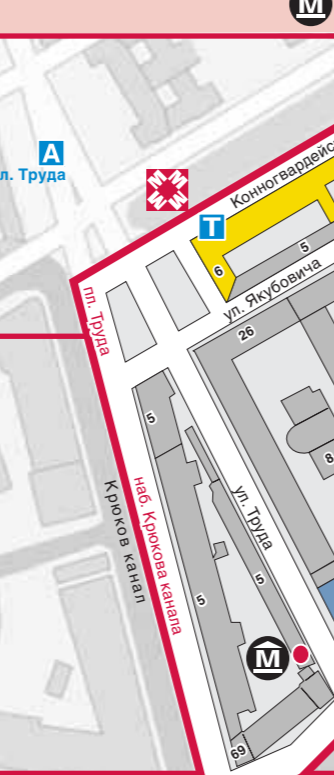 М
А
пл. Труда
Конногвардейс
Т
6
5
ул. Якубовича
пл. Труда
26
8
5
наб. Крюкова канала
Крюков канал
ул. Труда
5
5
М
69